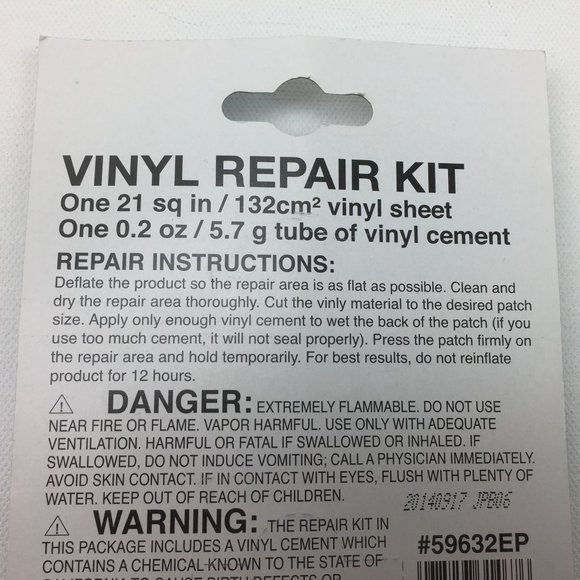 VINYL REPAIR KIT
One 21 sq in / 132cm² vinyl sheet
One 0.2 oz / 5.7 g tube of vinyl cement
REPAIR INSTRUCTIONS:
Deflate the product so the repair area is as flat as possible. Clean and
dry the repair area thoroughly. Cut the vinly material to the desired patch
size. Apply only enough vinyl cement to wet the back of the patch (if you
use too much cement, it will not seal properly). Press the patch firmly on
the repair area and hold temporarily. For best results, do not reinflate
product for 12 hours.
DANGER: EXTREMELY FLAMMABLE. DO NOT USE
NEAR FIRE OR FLAME. VAPOR HARMFUL. USE ONLY WITH ADEQUATE
VENTILATION. HARMFUL OR FATAL IF SWALLOWED OR INHALED. IF
SWALLOWED, DO NOT INDUCE VOMITING; CALL A PHYSICIAN IMMEDIATELY.
AVOID SKIN CONTACT. IF IN CONTACT WITH EYES, FLUSH WITH PLENTY OF
WATER. KEEP OUT OF REACH OF CHILDREN.
20140917 JPB06
WARNING: THE REPAIR KIT IN
THIS PACKAGE INCLUDES A VINYL CEMENT WHICH
CONTAINS A CHEMICAL KNOWN TO THE STATE OF
CALIFORNIA TO CAUSE BIRTH DEFECTS OR
#59632EP